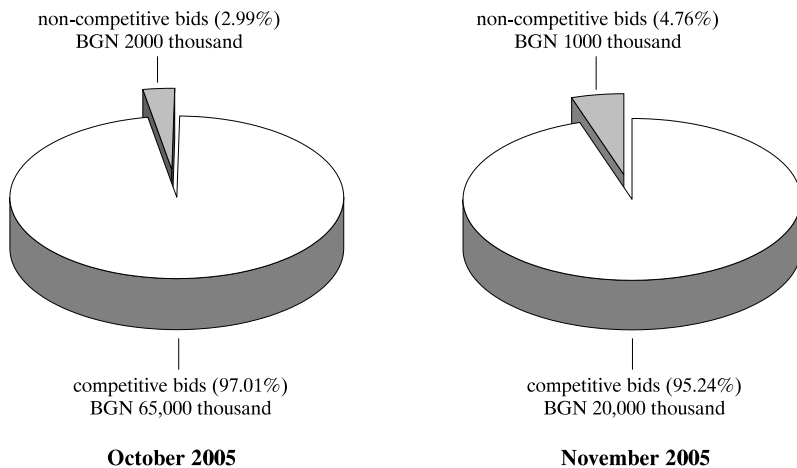 non-competitive bids (2.99%)
BGN 2000 thousand
non-competitive bids (4.76%)
BGN 1000 thousand
competitive bids (97.01%)
BGN 65,000 thousand
competitive bids (95.24%)
BGN 20,000 thousand
October 2005
November 2005